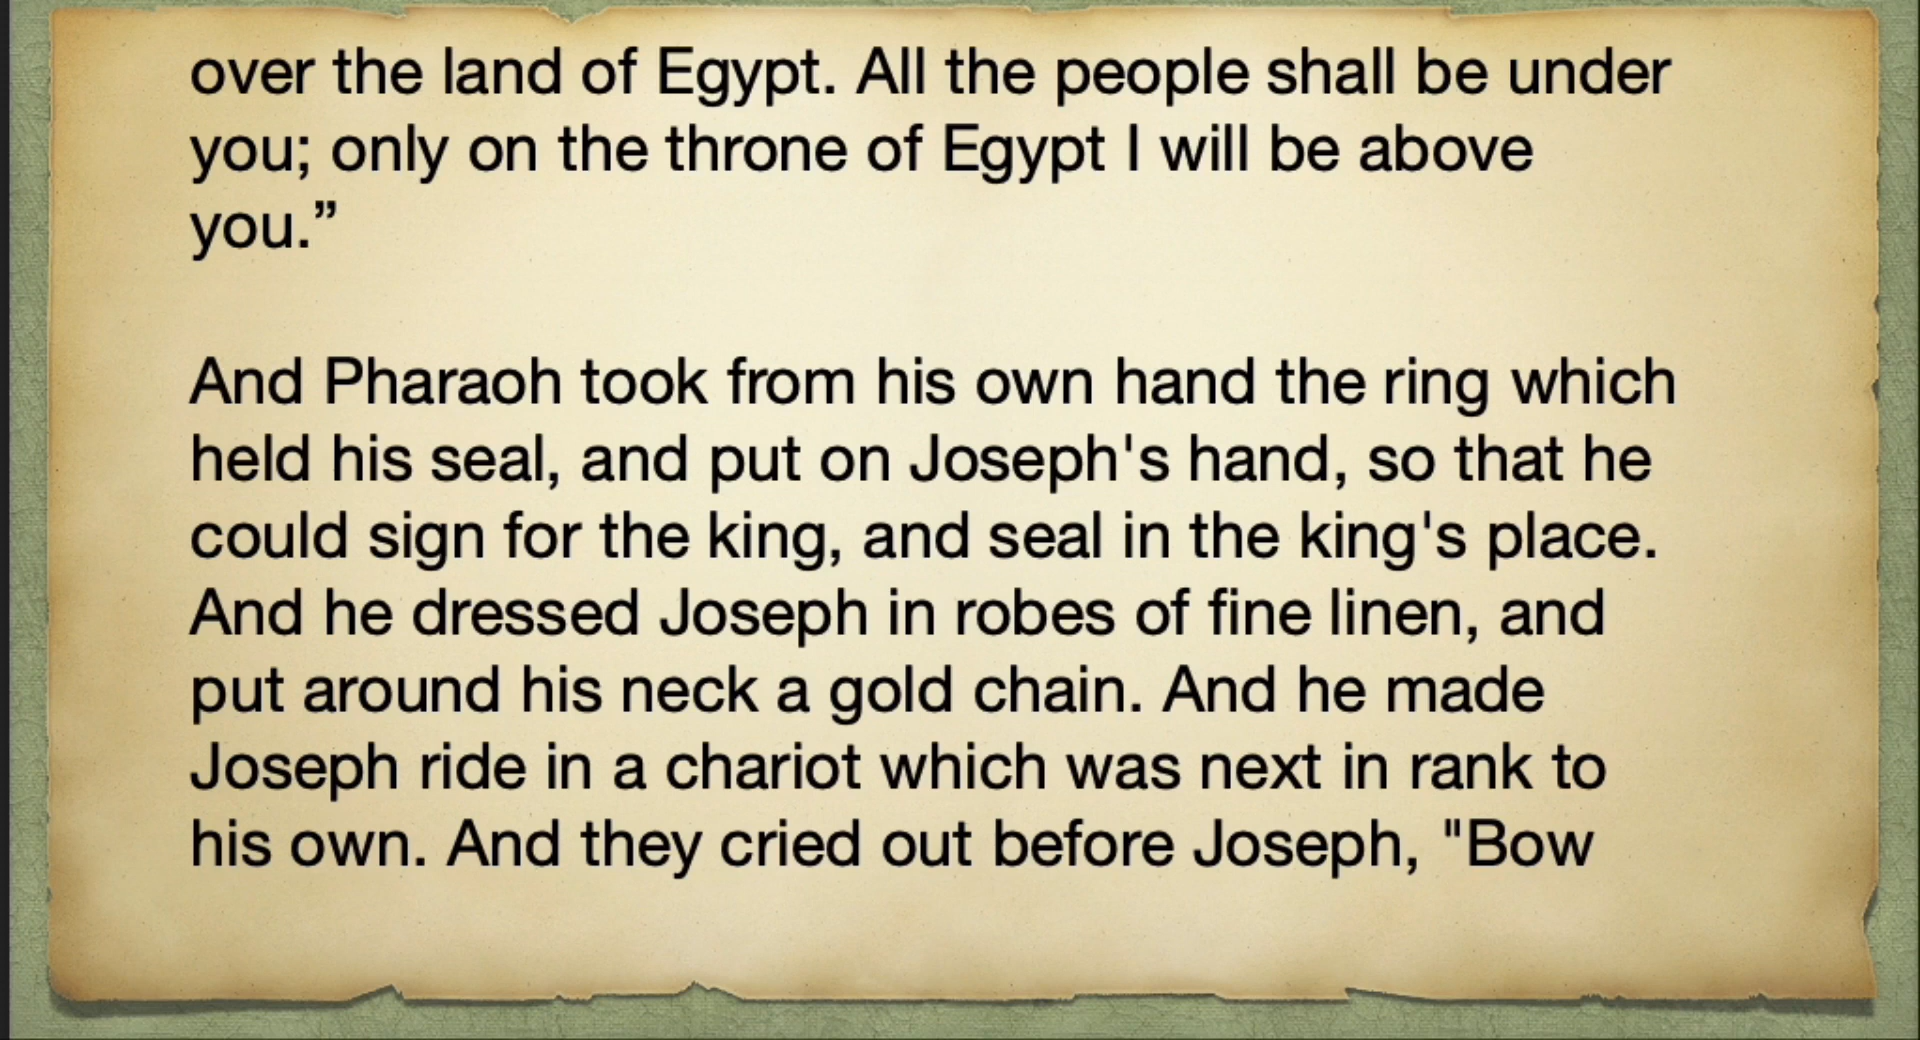 over the land of Egypt. All the people shall be under
you; only on the throne of Egypt I will be above
you.”
And Pharaoh took from his own hand the ring which
held his seal, and put on Joseph's hand, so that he
could sign for the king, and seal in the king's place.
And he dressed Joseph in robes of fine linen, and
put around his neck a gold chain. And he made
Joseph ride in a chariot which was next in rank to
his own. And they cried out before Joseph, "Bow